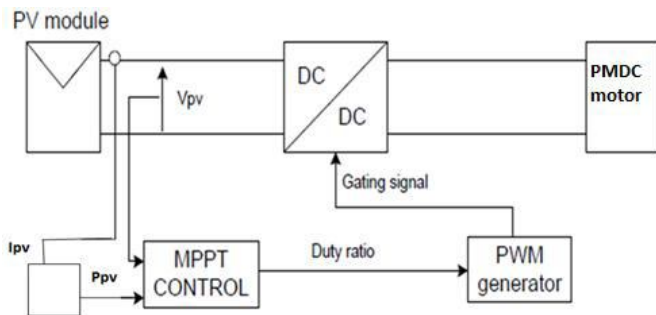 PV module
DC
DC
PMDC
motor
Vpv
Gating signal
Ipv
Ppv
MPPT
CONTROL
Duty ratio
PWM
generator